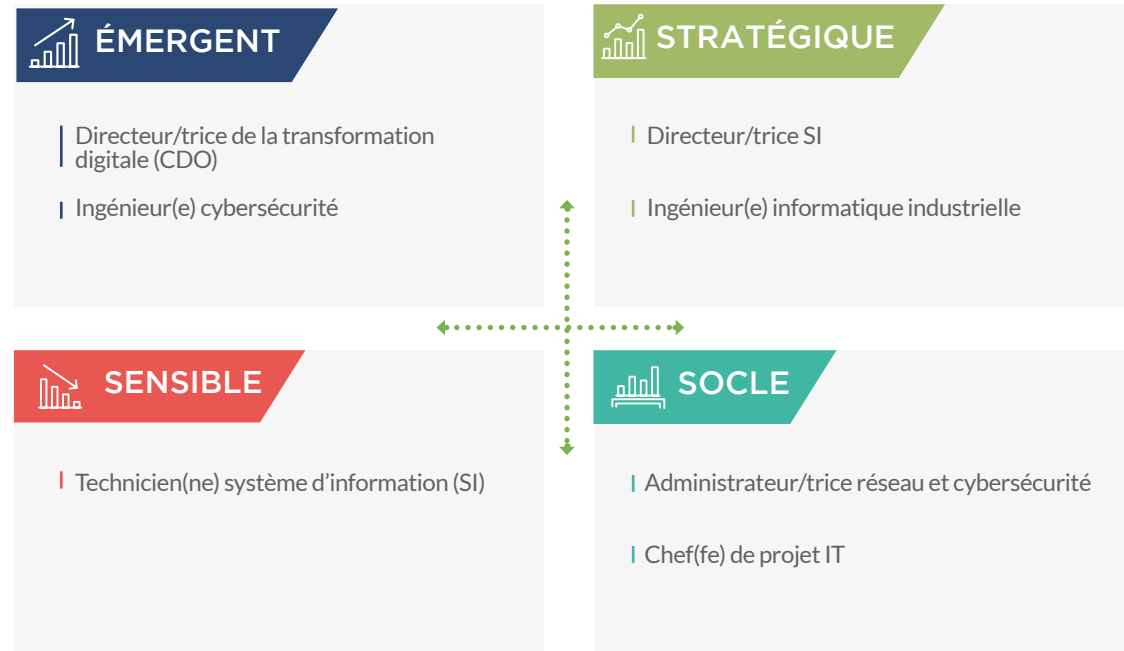 ÉMERGENT
Directeur/trice de la transformation
digitale (CDO)
Ingénieur(e) cybersécurité
STRATÉGIQUE
Directeur/trice SI
Ingénieur(e) informatique industrielle
SENSIBLE
Technicien(ne) système d’information (SI)
SOCLE
Administrateur/trice réseau et cybersécurité
Chef(fe) de projet IT